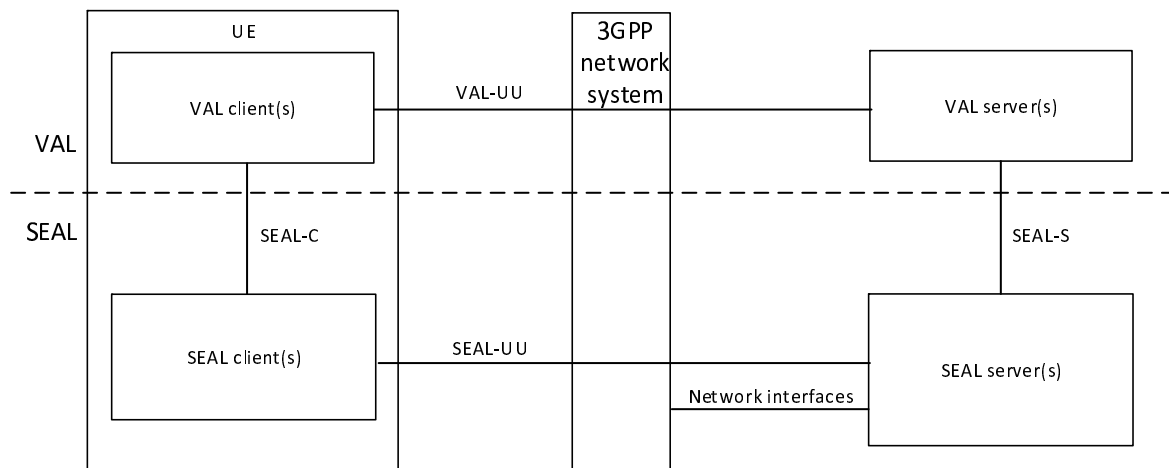 UE
3GPP
network
system
VAL client(s)
VAL-UU
VAL server(s)
VAL
SEAL
SEAL-C
SEAL-S
SEAL client(s)
SEAL-UU
SEAL server(s)
Network interfaces